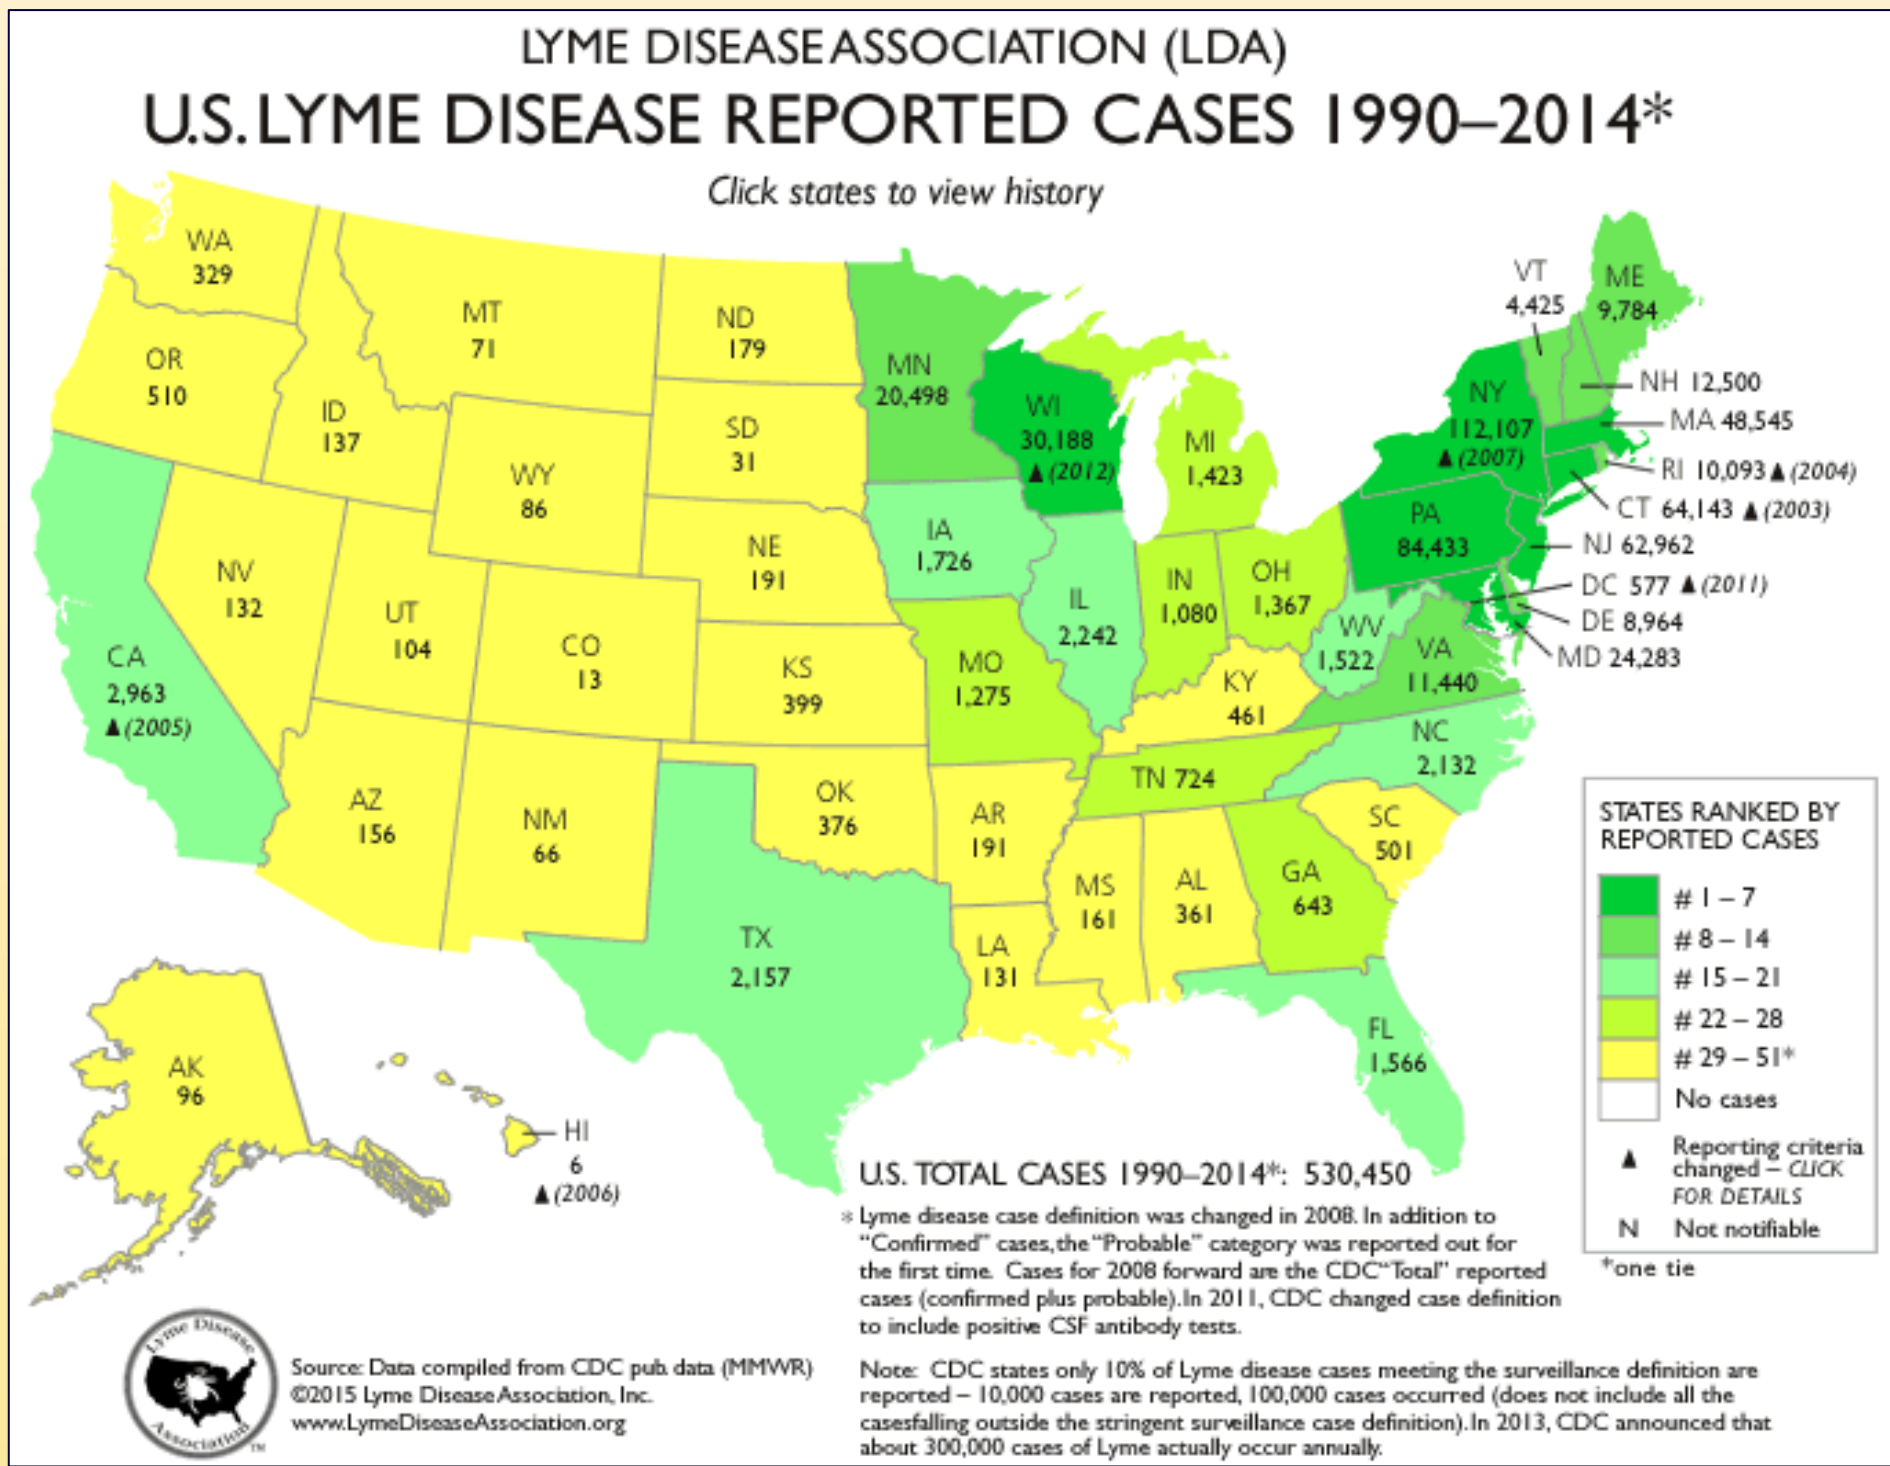 LYME DISEASE ASSOCIATION (LDA)
U.S. LYME DISEASE REPORTED CASES 1990–2014*
Click states to view history
WA
329
OR
510
CA
2,963
▲(2005)
ID
137
NV
132
MT
71
WY
86
UT
104
CO
13
AZ
156
NM
66
ND
179
SD
31
NE
191
KS
399
OK
376
TX
2,157
MN
20,498
IA
1,726
MO
1,275
AR
191
LA
131
WI
30,188
▲(2012)
IL
2,242
MI
1,423
IN
1,080
OH
1,367
KY
461
TN 724
MS
161
AL
361
GA
643
FL
1,566
SC
501
NC
2,132
VA
11,440
WV
1,522
PA
84,433
NY
112,107
▲(2007)
VT
4,425
ME
9,784
NH 12,500
MA 48,545
RI 10,093▲(2004)
CT 64,143 ▲(2003)
NJ 62,962
DC 577 ▲(2011)
DE 8,964
MD 24,283
AK
96
HI
6
▲(2006)
STATES RANKED BY
REPORTED CASES
# 1 – 7
# 8 – 14
# 15 – 21
# 22 – 28
# 29 – 51*
No cases
▲ Reporting criteria
changed – CLICK
FOR DETAILS
N Not notifiable
*one tie
U.S. TOTAL CASES 1990–2014*: 530,450
* Lyme disease case definition was changed in 2008. In addition to
“Confirmed” cases, the “Probable” category was reported out for
the first time. Cases for 2008 forward are the CDC “Total” reported
cases (confirmed plus probable). In 2011, CDC changed case definition
to include positive CSF antibody tests.
Note: CDC states only 10% of Lyme disease cases meeting the surveillance definition are
reported – 10,000 cases are reported, 100,000 cases occurred (does not include all the
casesfalling outside the stringent surveillance case definition). In 2013, CDC announced that
about 300,000 cases of Lyme actually occur annually.
Lyme Disease
Association
TM
Source: Data compiled from CDC pub. data (MMWR)
©2015 Lyme Disease Association, Inc.
www.LymeDiseaseAssociation.org